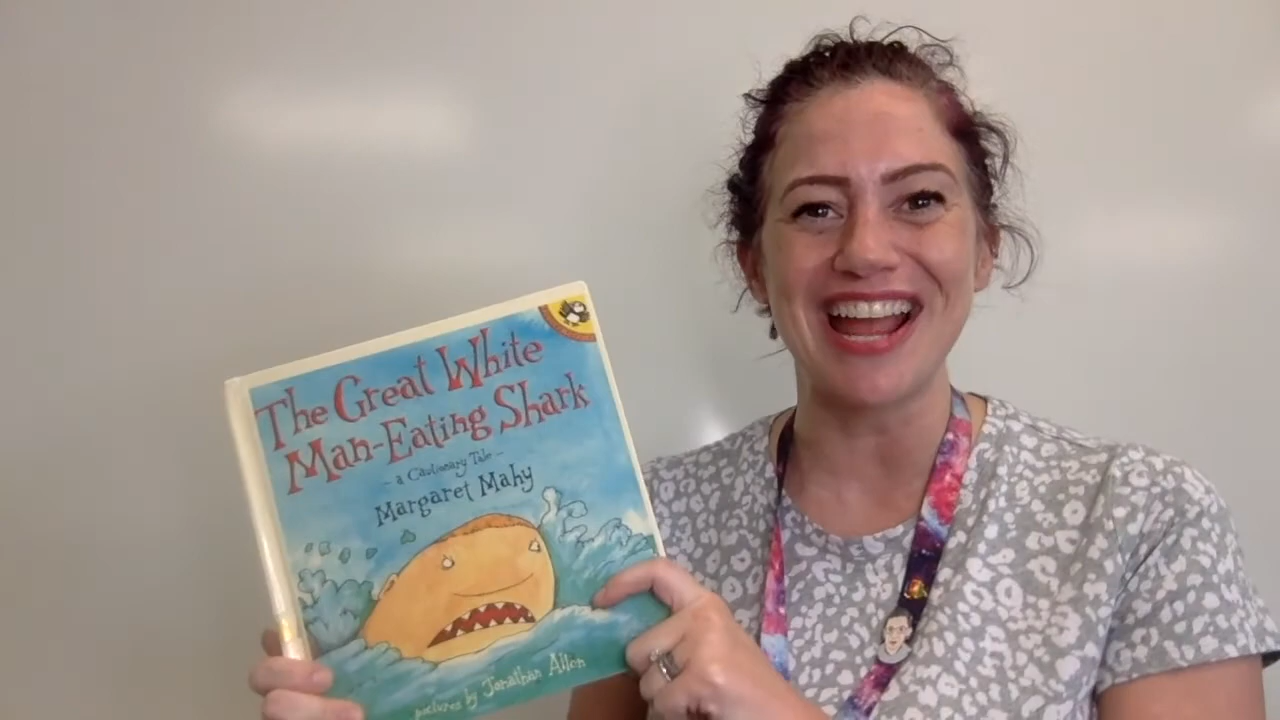 The Great White
Man-Eating Shark
- a Cautionary Tale -
Margaret Mahy
pictures by Jonathan Allen